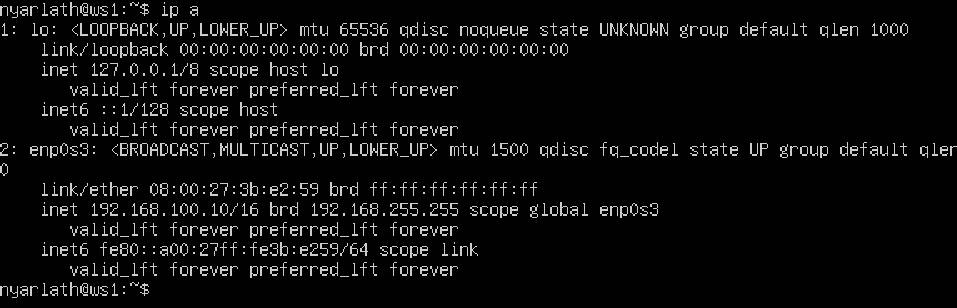 nyarlath@ws1:~$ ip a
1: lo: <LOOPBACK,UP,LOWER_UP> mtu 65536 qdisc noqueue state UNKNOWN group default qlen 1000
    link/loopback 00:00:00:00:00:00 brd 00:00:00:00:00:00
    inet 127.0.0.1/8 scope host lo
       valid_lft forever preferred_lft forever
    inet6 ::1/128 scope host
       valid_lft forever preferred_lft forever
2: enp0s3: <BROADCAST,MULTICAST,UP,LOWER_UP> mtu 1500 qdisc fq_codel state UP group default qlen
0
    link/ether 08:00:27:3b:e2:59 brd ff:ff:ff:ff:ff:ff
    inet 192.168.100.10/16 brd 192.168.255.255 scope global enp0s3
       valid_lft forever preferred_lft forever
    inet6 fe80::a00:27ff:fe3b:e259/64 scope link
       valid_lft forever preferred_lft forever
nyarlath@ws1:~$